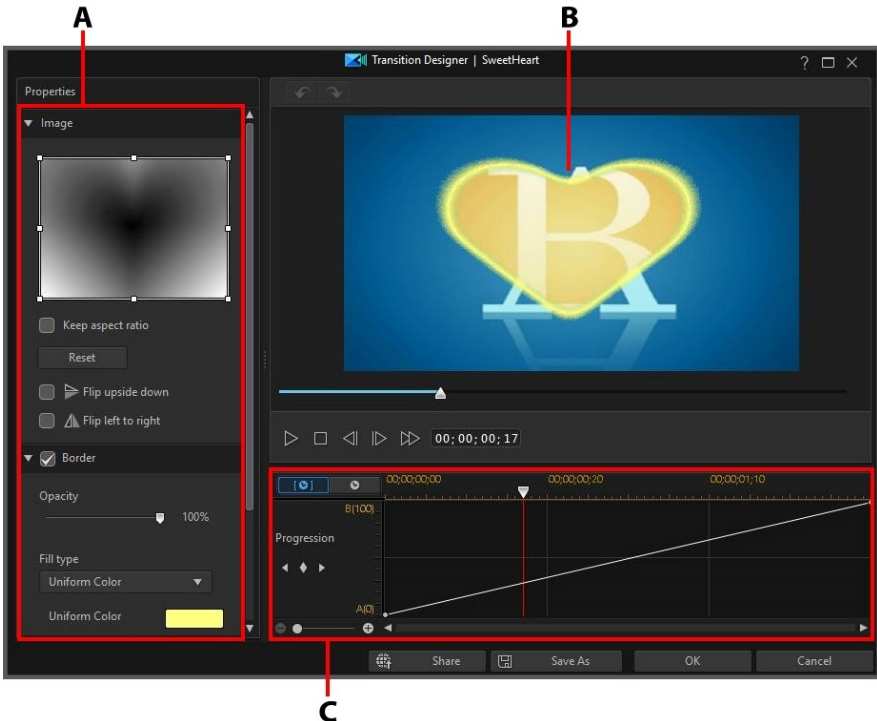 A
B
Transition Designer | SweetHeart
?
Properties
Image
BA
Keep aspect ratio
Reset
Flip upside down
Flip left to right
Border
Opacity
100%
Fill type
Uniform Color
Uniform Color
00;00;00;17
00;00;00;00 00;00;00;20 00;00;01;10
B(100)
Progression
A(0)
Share Save As OK Cancel
C